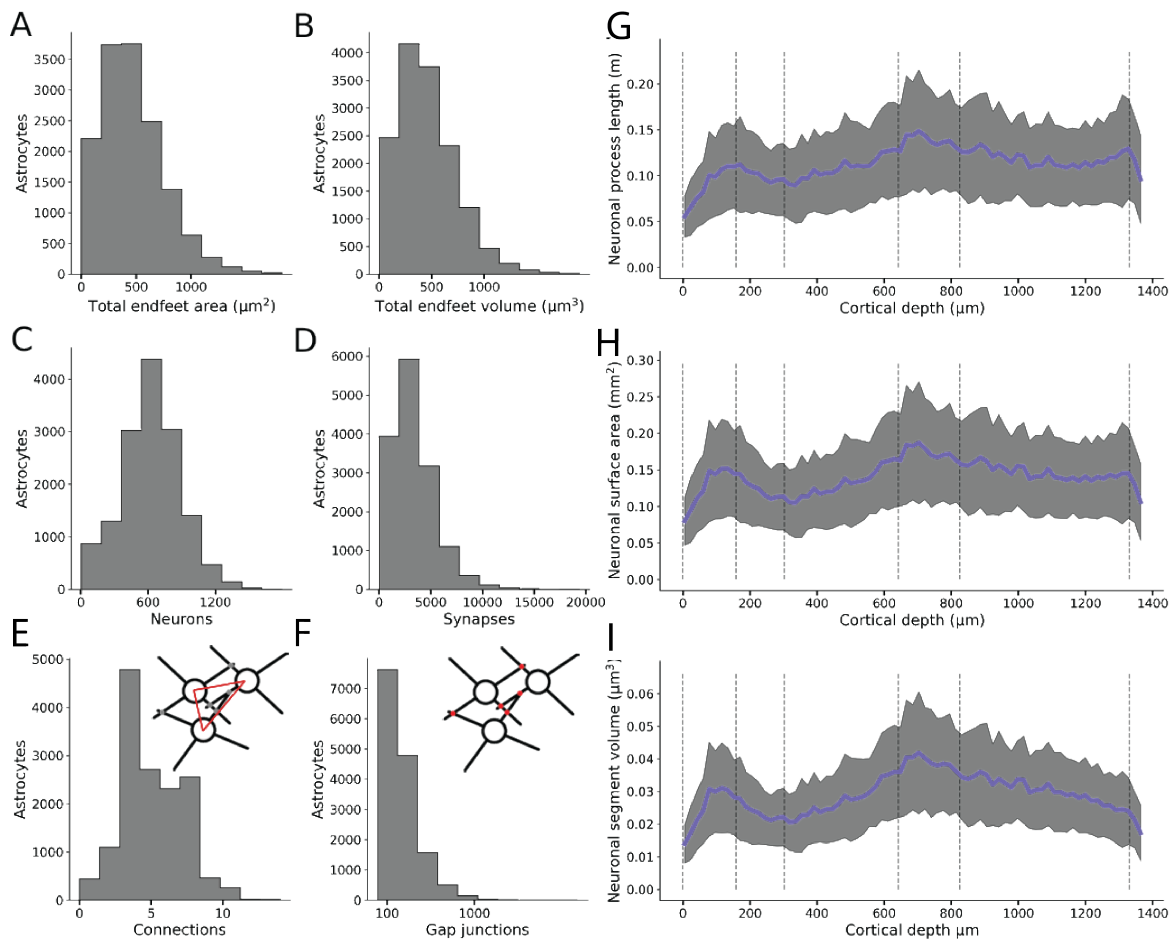 A
Astrocytes
3500
3000
2500
2000
1500
1000
500
0
0 500 1000
Total endfeet area (μm²)
B
Astrocytes
4000
3500
3000
2500
2000
1500
1000
500
0
0 500 1000
Total endfeet volume (μm³)
C
Astrocytes
4000
3000
2000
1000
0
0 600 1200
Neurons
D
Astrocytes
6000
5000
4000
3000
2000
1000
0
0 5000 10000 15000 20000
Synapses
E
Astrocytes
5000
4000
3000
2000
1000
0
0 5 10
Connections
F
Astrocytes
7000
6000
5000
4000
3000
2000
1000
0
100 1000
Gap junctions
G
Neuronal process length (m)
0.20
0.15
0.10
0.05
0.00
0 200 400 600 800 1000 1200 1400
Cortical depth (μm)
H
Neuronal surface area (mm²)
0.30
0.25
0.20
0.15
0.10
0.05
0.00
0 200 400 600 800 1000 1200 1400
Cortical depth (μm)
I
Neuronal segment volume (μm³)
0.06
0.05
0.04
0.03
0.02
0.01
0.00
0 200 400 600 800 1000 1200 1400
Cortical depth μm